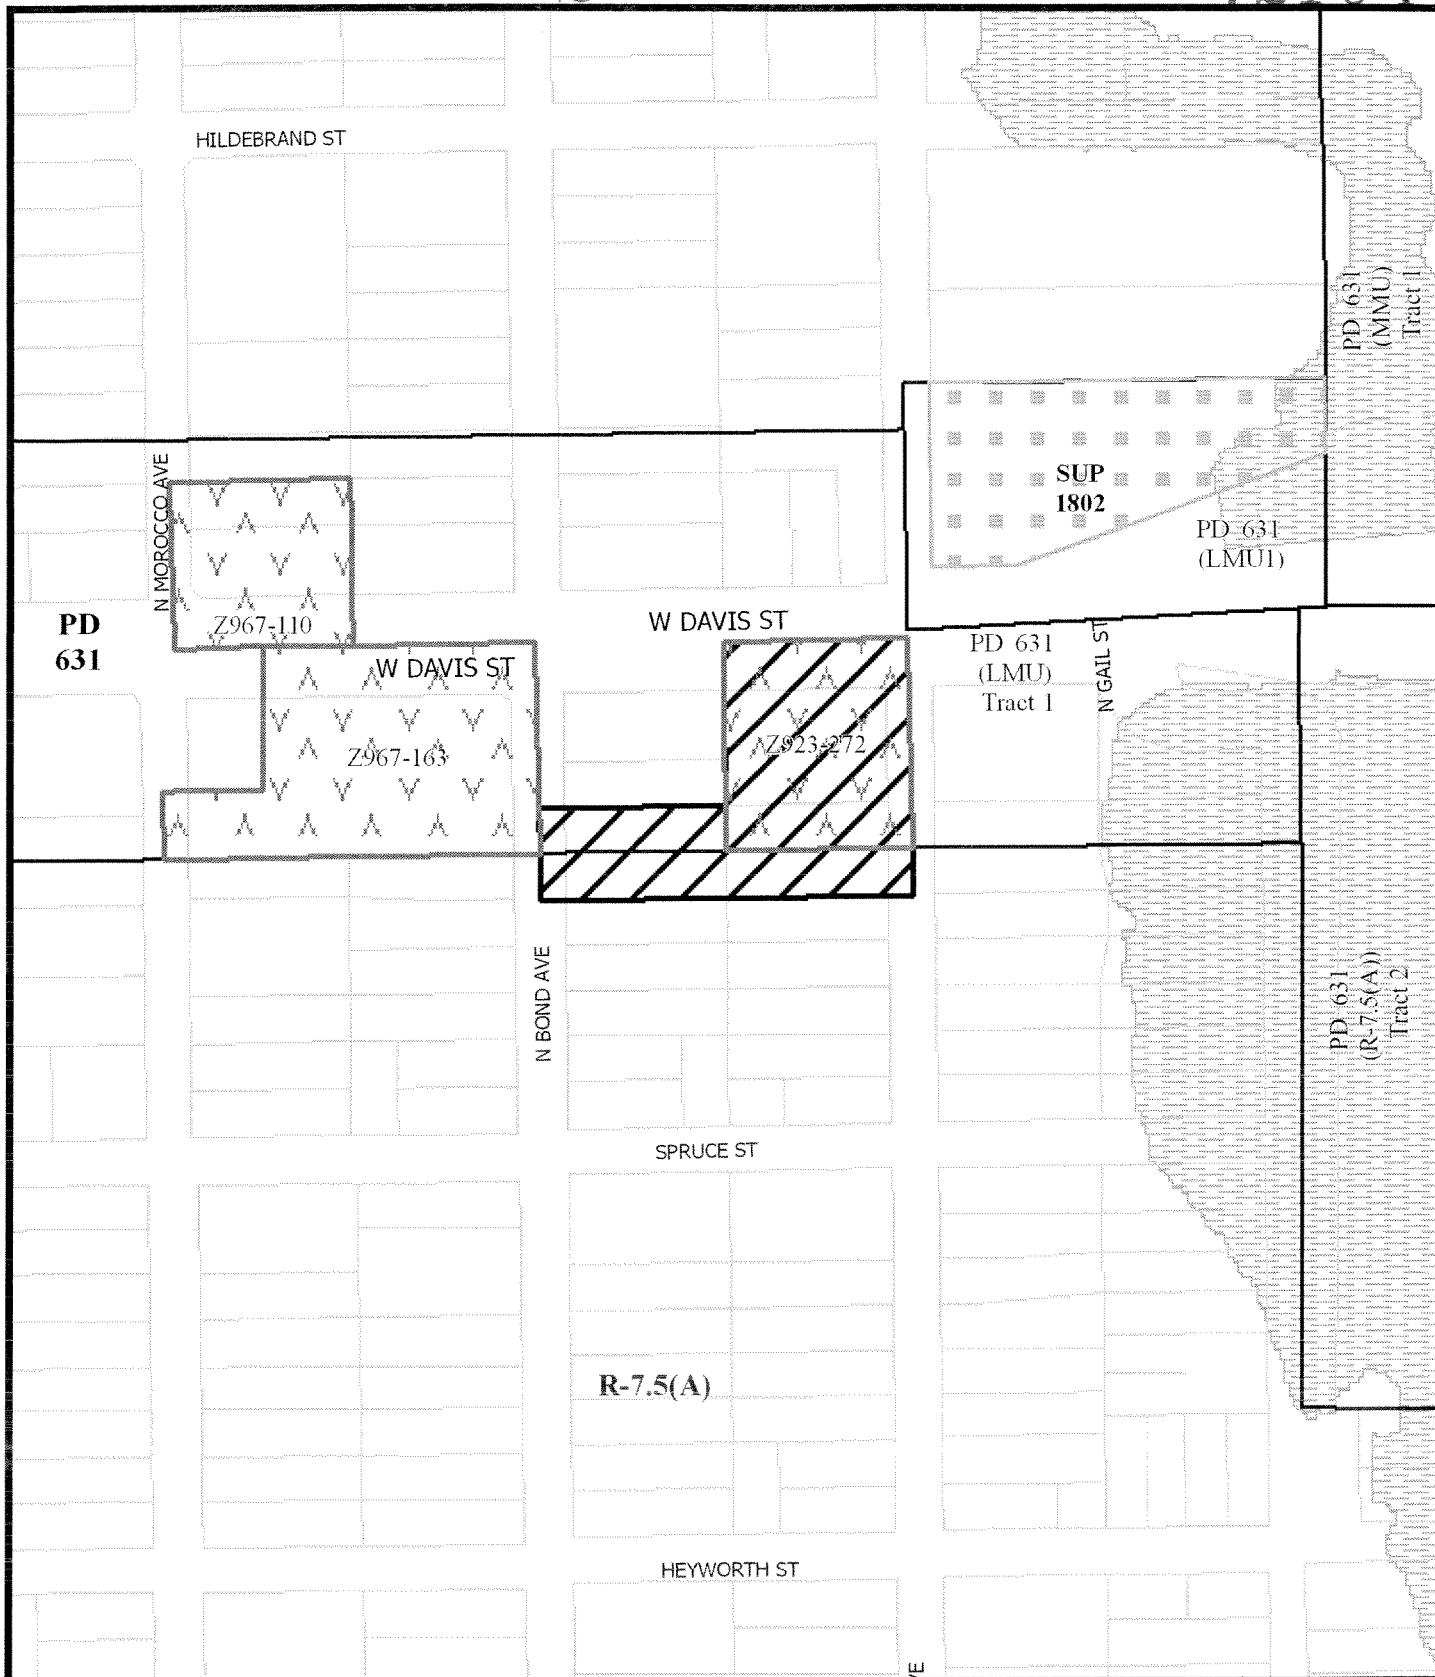 HILDEBRAND ST
PD 631
(MMU)
Tract 1
N MOROCCO AVE
SUP
1802
PD 631
(LMU1)
PD
631
Z967-110
W DAVIS ST
W DAVIS ST
PD 631
(LMU)
Tract 1
N GAIL ST
Z967-163
Z923-272
N BOND AVE
PD 631
(R-7.5(A))
Tract 2
SPRUCE ST
R-7.5(A)
HEYWORTH ST
VE